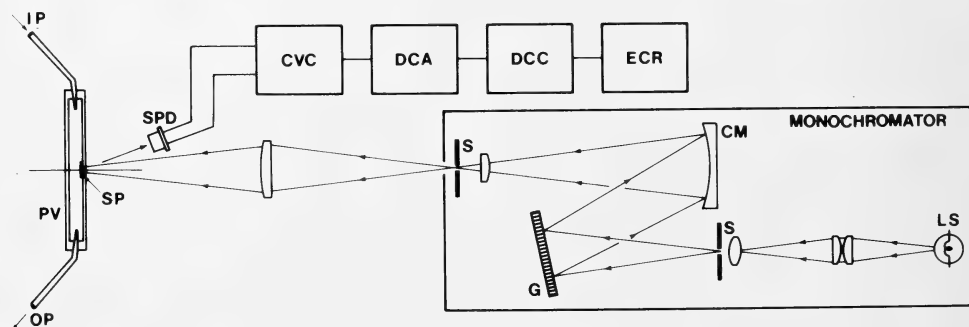 IP
CVC
DCA
DCC
ECR
SPD
S
CM
MONOCHROMATOR
SP
PV
S
LS
G
OP